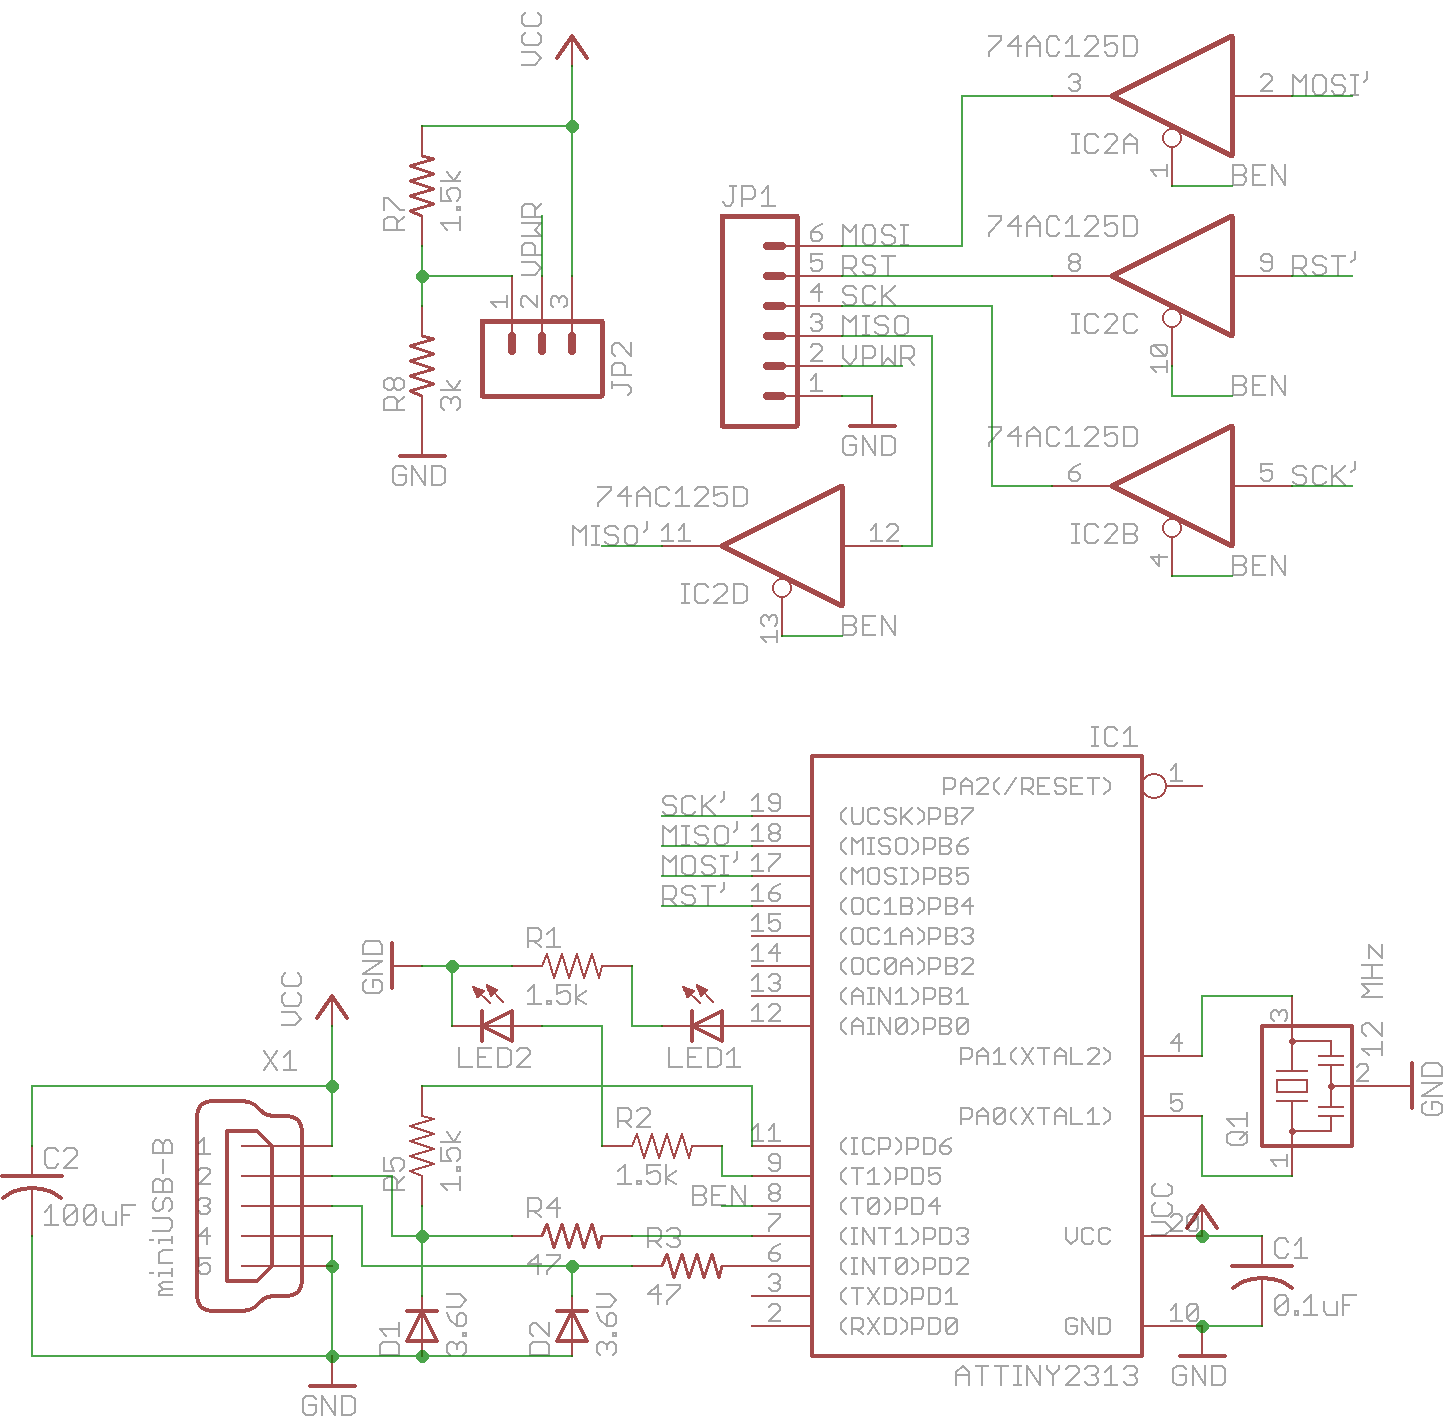 VCC
R7
1.5k
R8
3k
GND
VPWR
1
2
3
JP2
JP1
6 MOSI
5 RST
4 SCK
3 MISO
2 VPWR
1
GND
74AC125D
3
2 MOSI'
IC2A
1
BEN
74AC125D
8
9 RST'
IC2C
10
BEN
74AC125D
6
5 SCK'
IC2B
4
BEN
74AC125D
MISO' 11
12
IC2D
13
BEN
IC1
PA2(/RESET) 1
SCK' 19 (UCSK)PB7
MISO' 18 (MISO)PB6
MOSI' 17 (MOSI)PB5
RST' 16 (OC1B)PB4
15 (OC1A)PB3
14 (OC0A)PB2
13 (AIN1)PB1
12 (AIN0)PB0
PA1(XTAL2) 4
PA0(XTAL1) 5
11 (ICP)PD6
9 (T1)PD5
BEN 8 (T0)PD4
7 (INT1)PD3
6 (INT0)PD2
3 (TXD)PD1
2 (RXD)PD0
VCC 20
GND 10
ATTINY2313
GND
R1
1.5k
LED2
LED1
R2
1.5k
R5
1.5k
R4
47
R3
47
D1
3.6V
D2
3.6V
VCC
X1
1
2
3
4
5
miniUSB-B
C2
100uF
GND
3
12 MHz
2
GND
Q1
1
VCC
C1
0.1uF
GND